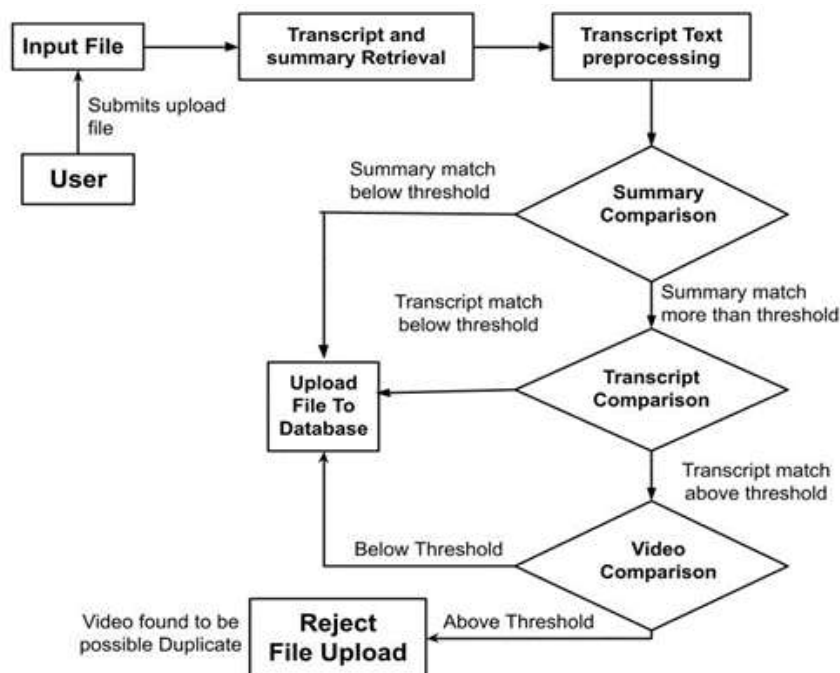 Input File
Transcript and
summary Retrieval
Transcript Text
preprocessing
Submits upload
file
User
Summary match
below threshold
Summary
Comparison
Summary match
more than threshold
Transcript match
below threshold
Upload
File To
Database
Transcript
Comparison
Transcript match
above threshold
Below Threshold
Video
Comparison
Video found to be
possible Duplicate
Reject
File Upload
Above Threshold